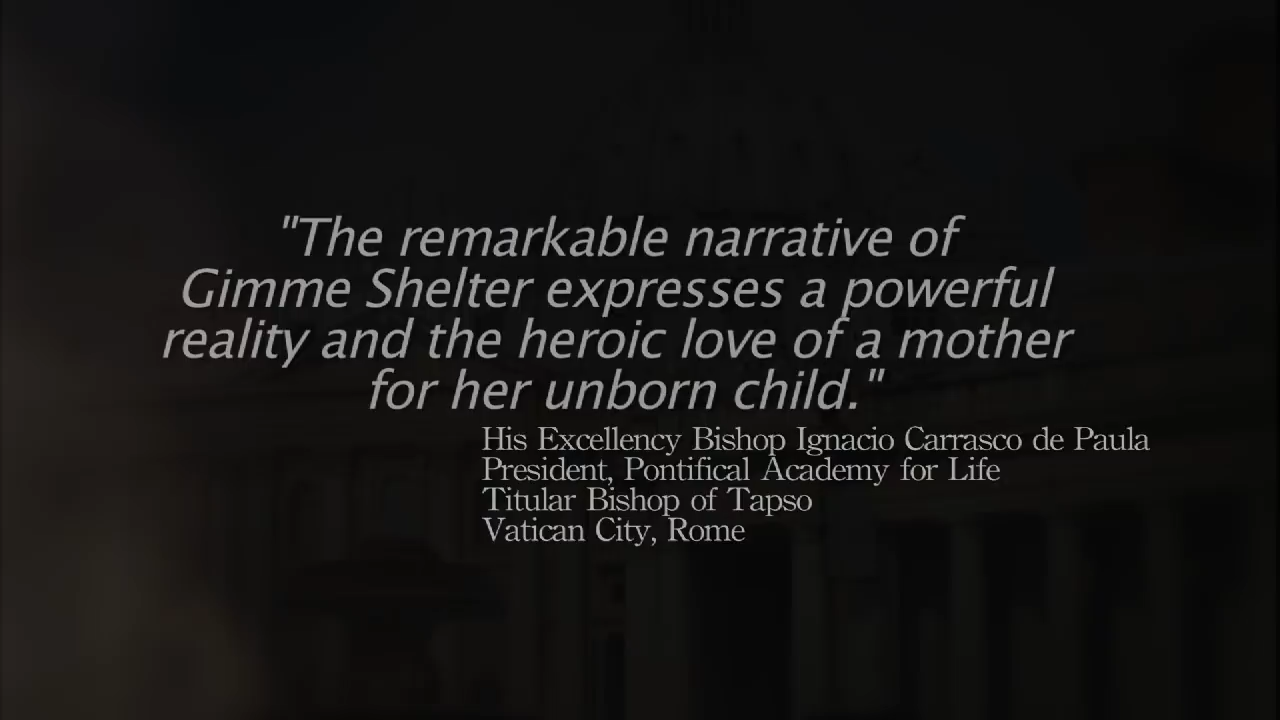 "The remarkable narrative of
Gimme Shelter expresses a powerful
reality and the heroic love of a mother
for her unborn child."
His Excellency Bishop Ignacio Carrasco de Paula
President, Pontifical Academy for Life
Titular Bishop of Tapso
Vatican City, Rome